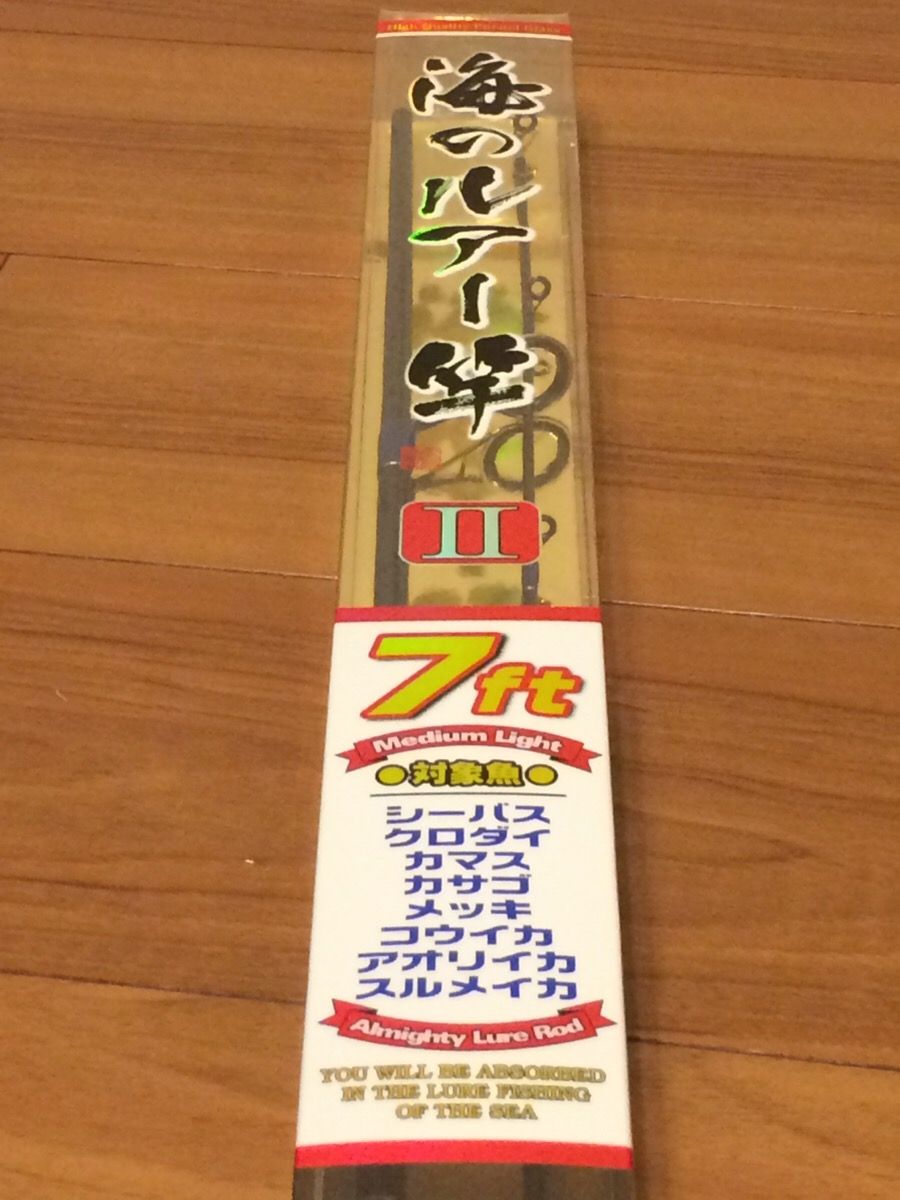 High Quality
海のルアー竿
II
7ft
Medium Light
●対象魚●
シーバス
クロダイ
カマス
カサゴ
メッキ
コウイカ
アオリイカ
スルメイカ
Almighty Lure Rod
YOU WILL BE ABSORBED
IN THE LURE FISHING
OF THE SEA